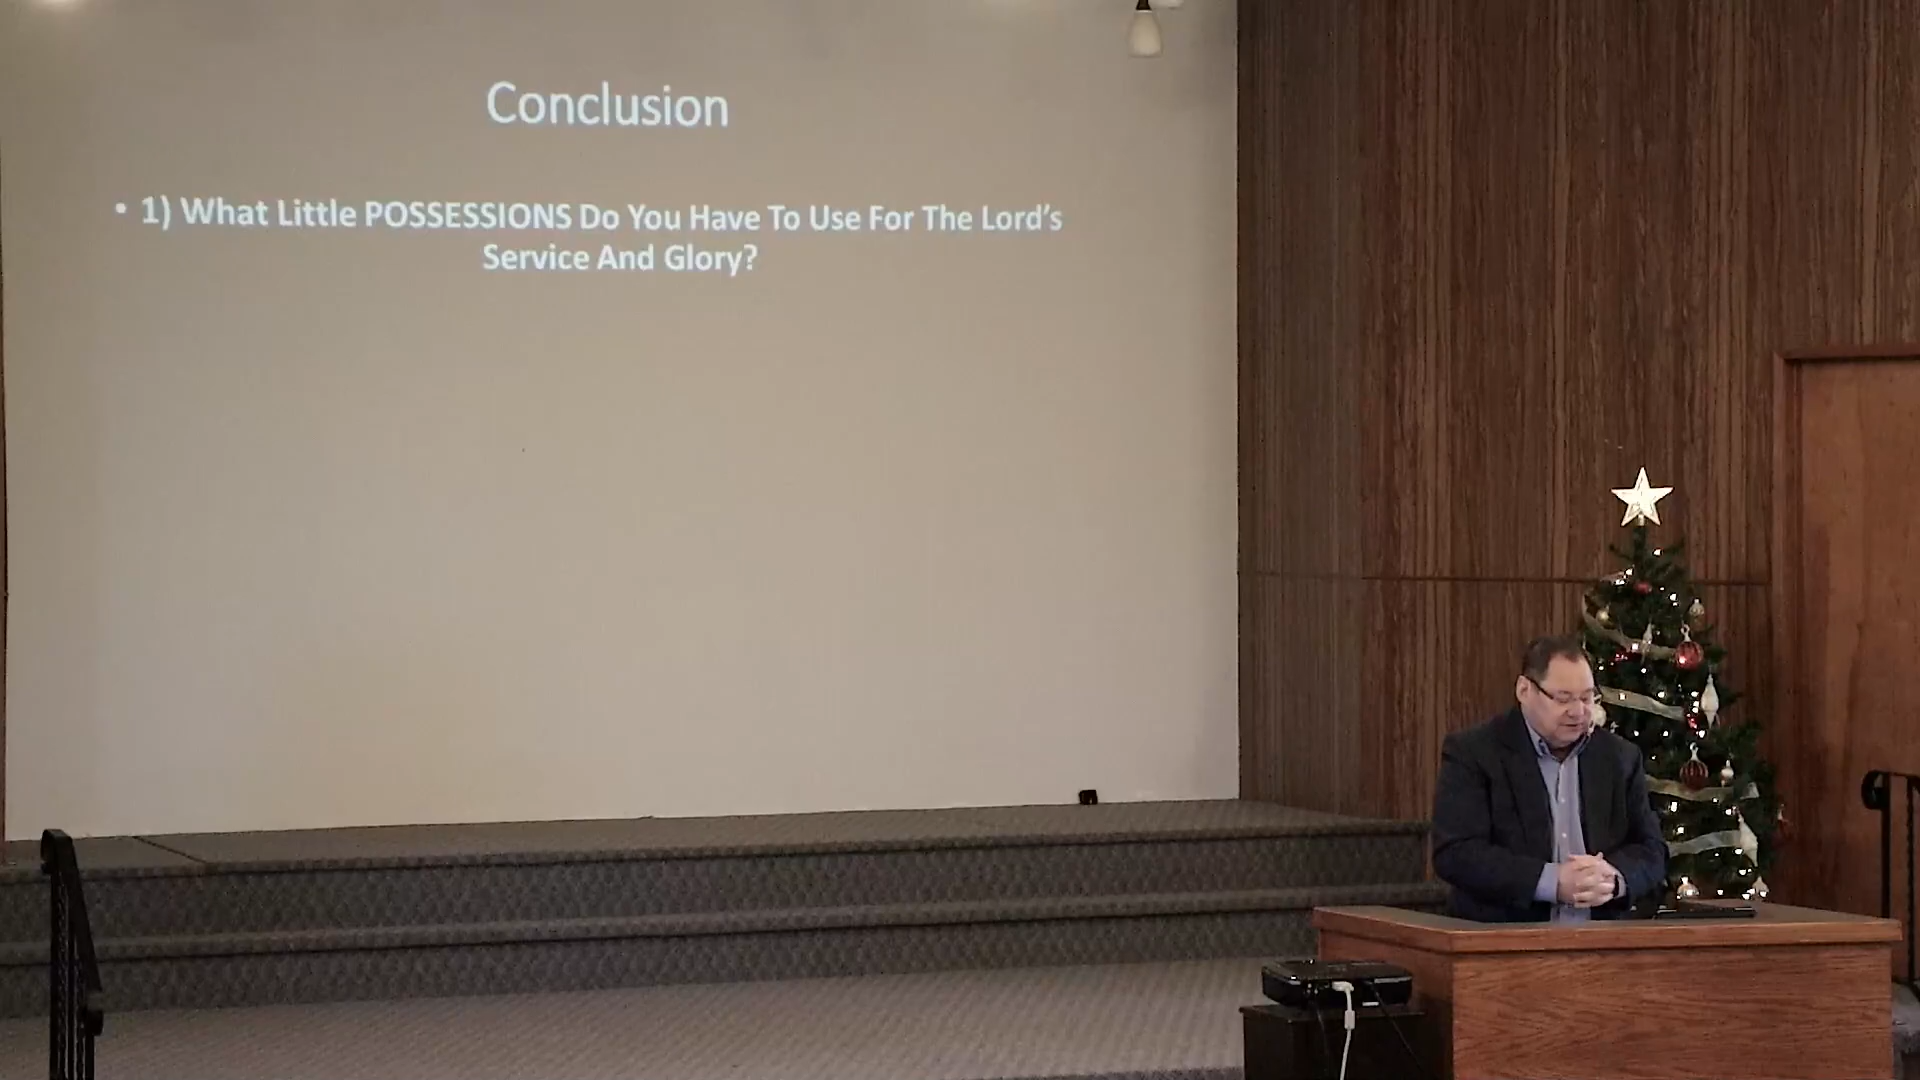 Conclusion
• 1) What Little POSSESSIONS Do You Have To Use For The Lord's
Service And Glory?